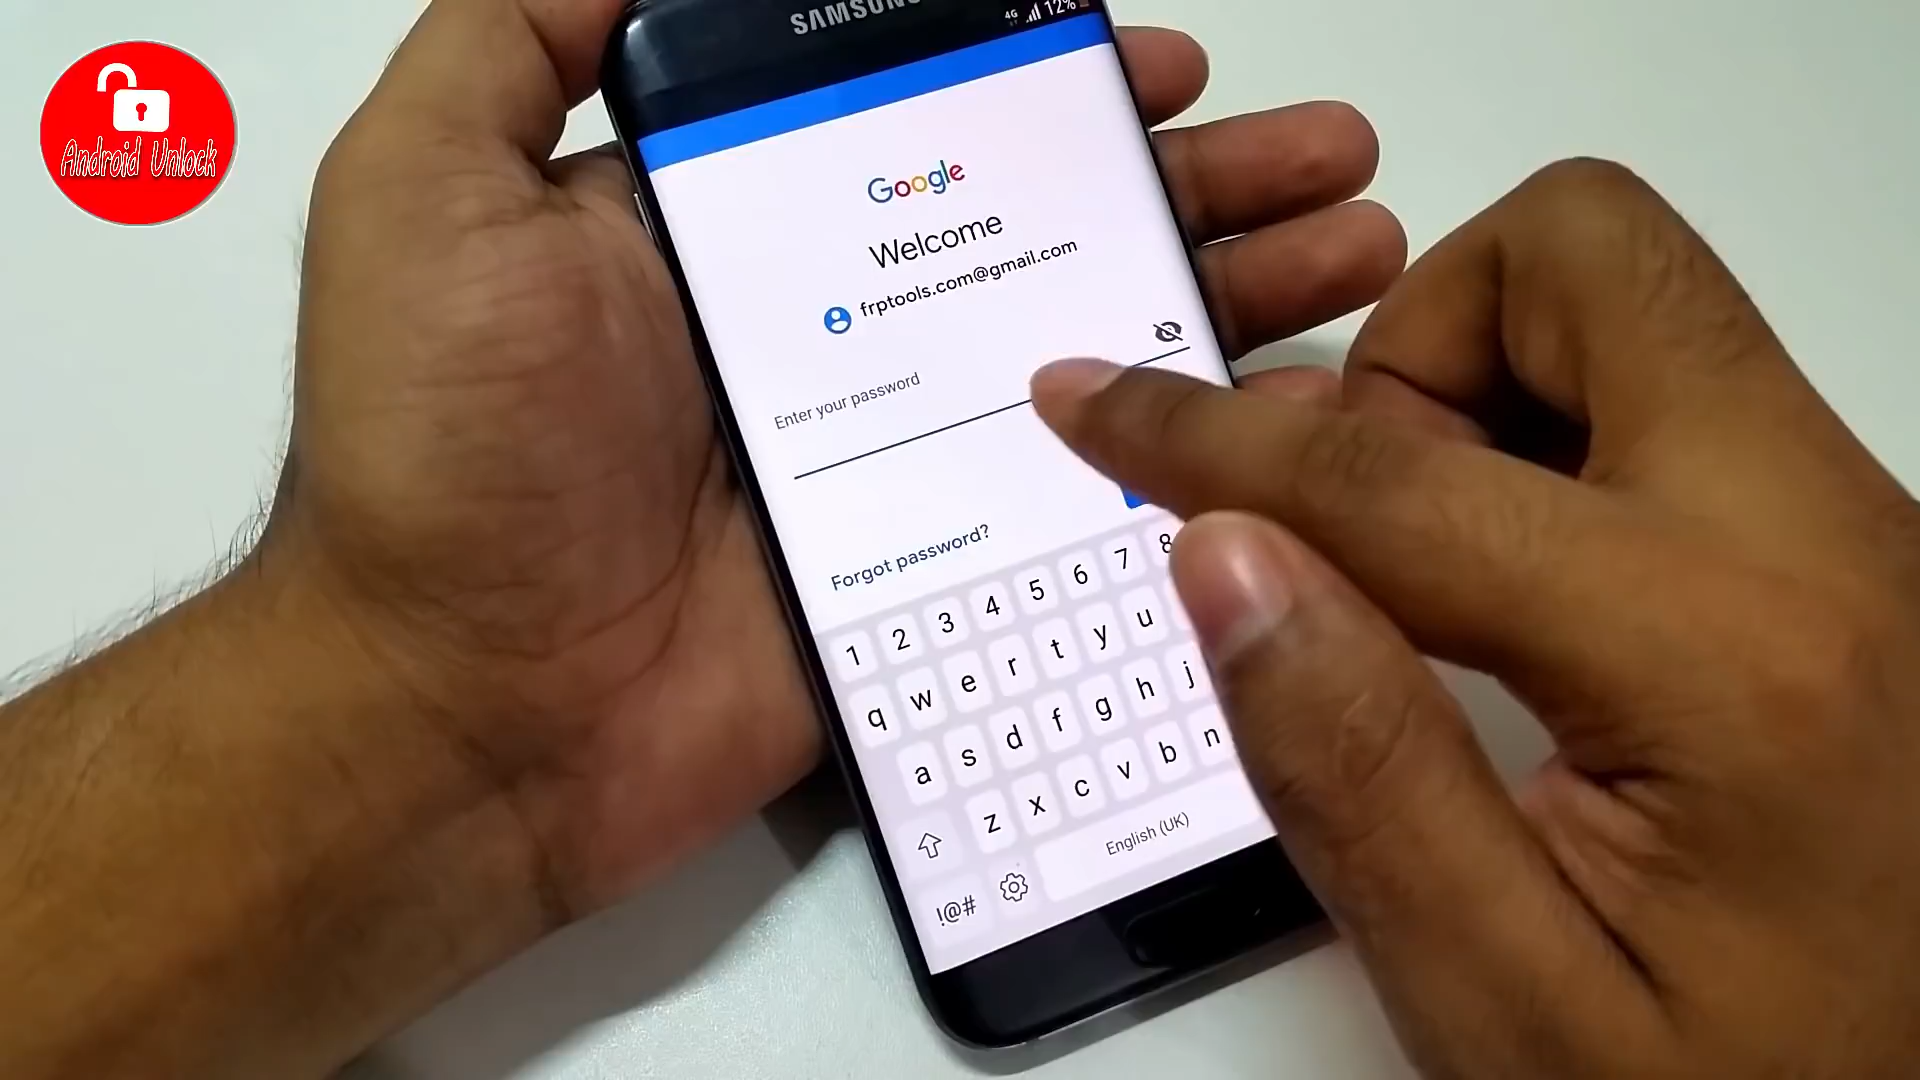 SAMSUNG
4G 12%
Android Unlock
Google
Welcome
frptools.com@gmail.com
Enter your password
Forgot password?
1 2 3 4 5 6 7 8
q w e r t y u
a s d f g h j
z x c v b n
!@# English (UK)